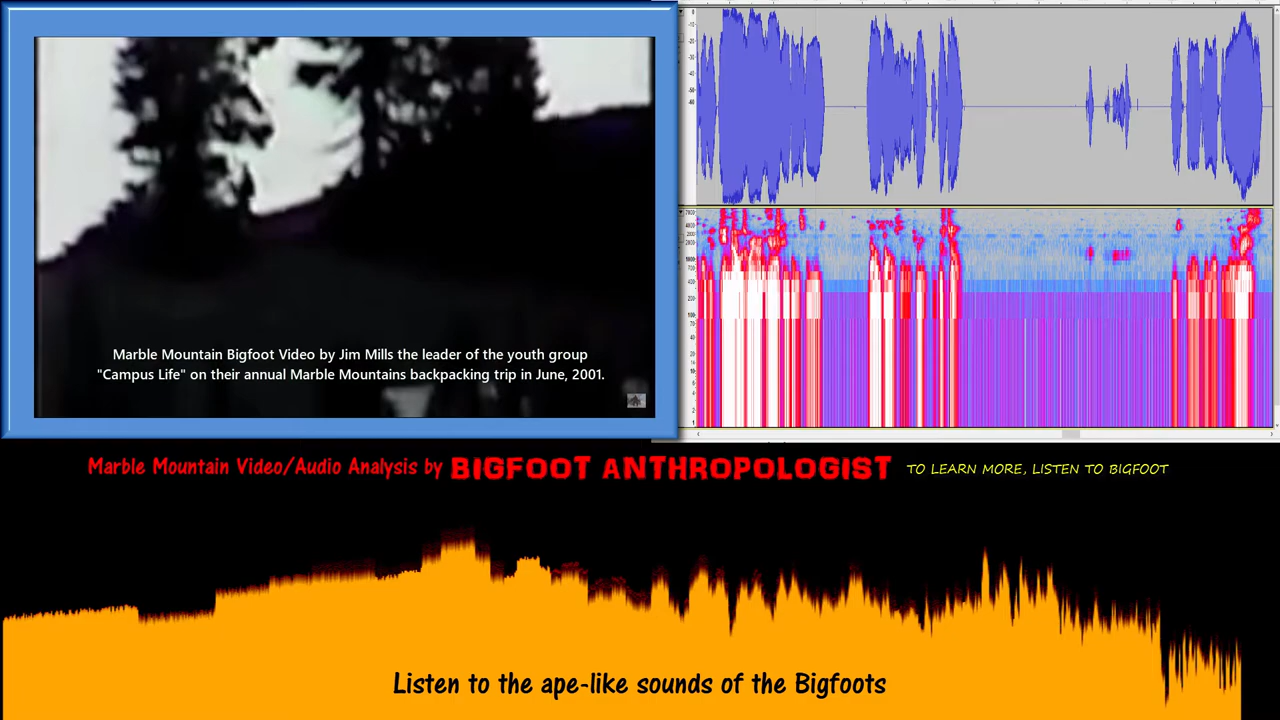 Marble Mountain Bigfoot Video by Jim Mills the leader of the youth group
"Campus Life" on their annual Marble Mountains backpacking trip in June, 2001.
Marble Mountain Video/Audio Analysis by BIGFOOT ANTHROPOLOGIST TO LEARN MORE, LISTEN TO BIGFOOT
Listen to the ape-like sounds of the Bigfoots